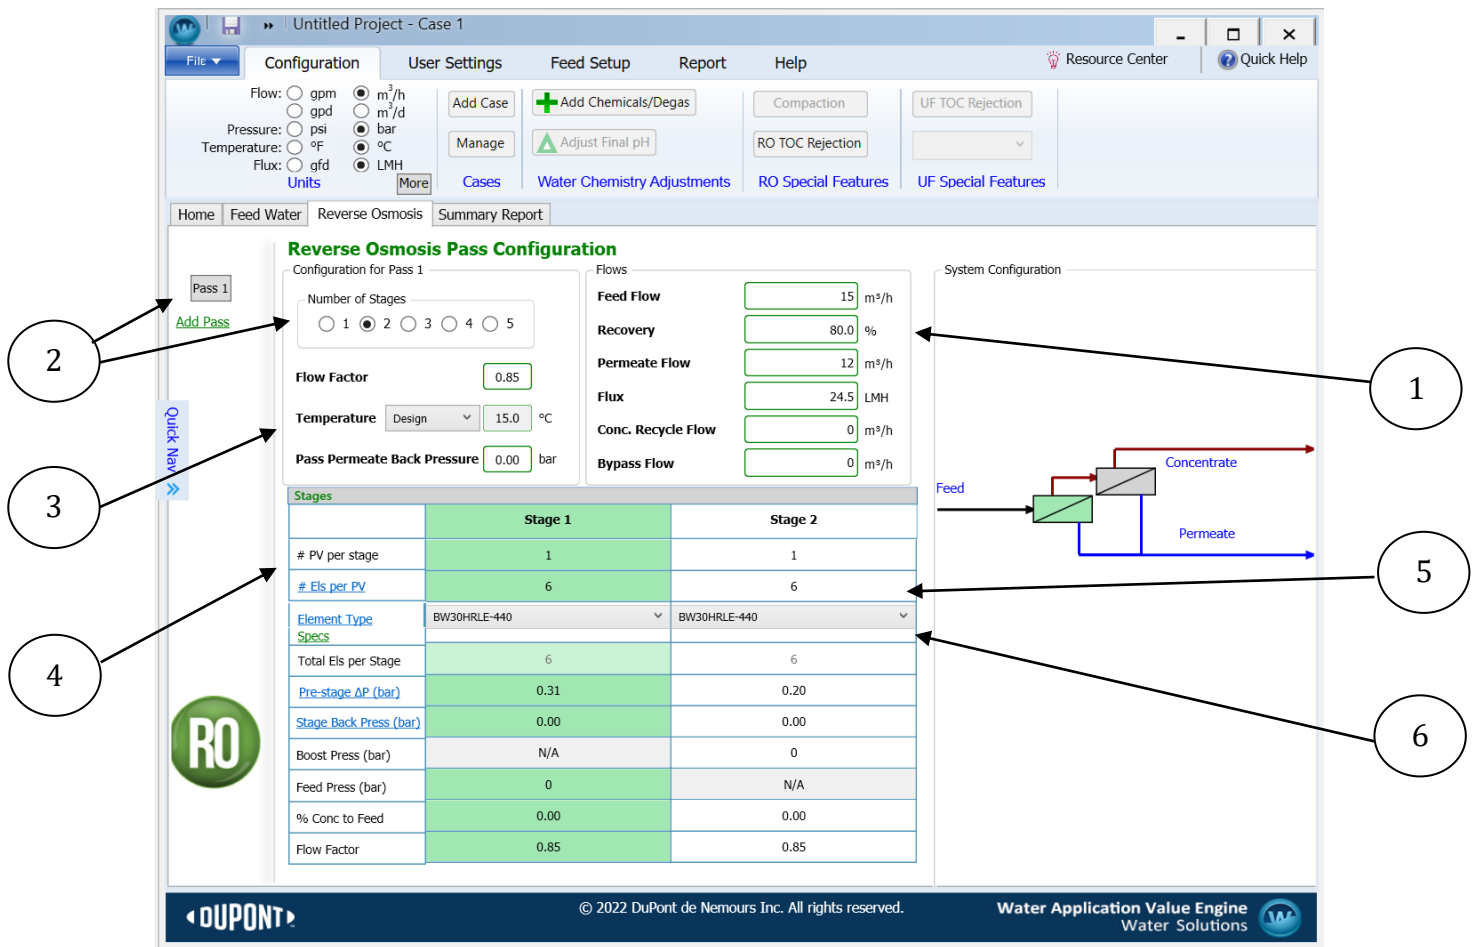 W
» Untitled Project - Case 1
File Configuration User Settings Feed Setup Report Help Resource Center ? Quick Help
Flow: gpm m³/h
gpd m³/d
Pressure: psi bar
Temperature: °F °C
Flux: gfd LMH
Units More
Add Case
Manage
Cases
Add Chemicals/Degas
Adjust Final pH
Water Chemistry Adjustments
Compaction
RO TOC Rejection
RO Special Features
UF TOC Rejection
UF Special Features
Home Feed Water Reverse Osmosis Summary Report
Reverse Osmosis Pass Configuration
Pass 1
Add Pass
Quick Nav
»
Configuration for Pass 1
Number of Stages
1 2 3 4 5
Flow Factor 0.85
Temperature Design 15.0 °C
Pass Permeate Back Pressure 0.00 bar
Flows
Feed Flow 15 m³/h
Recovery 80.0 %
Permeate Flow 12 m³/h
Flux 24.5 LMH
Conc. Recycle Flow 0 m³/h
Bypass Flow 0 m³/h
System Configuration
Feed
Concentrate
Permeate
Stages
Stage 1 Stage 2
# PV per stage 1 1
# Els per PV 6 6
Element Type BW30HRLE-440 BW30HRLE-440
Specs
Total Els per Stage 6 6
Pre-stage ΔP (bar) 0.31 0.20
Stage Back Press (bar) 0.00 0.00
Boost Press (bar) N/A 0
Feed Press (bar) 0 N/A
% Conc to Feed 0.00 0.00
Flow Factor 0.85 0.85
RO
2
3
4
1
5
6
DUPONT
© 2022 DuPont de Nemours Inc. All rights reserved.
Water Application Value Engine
Water Solutions
W